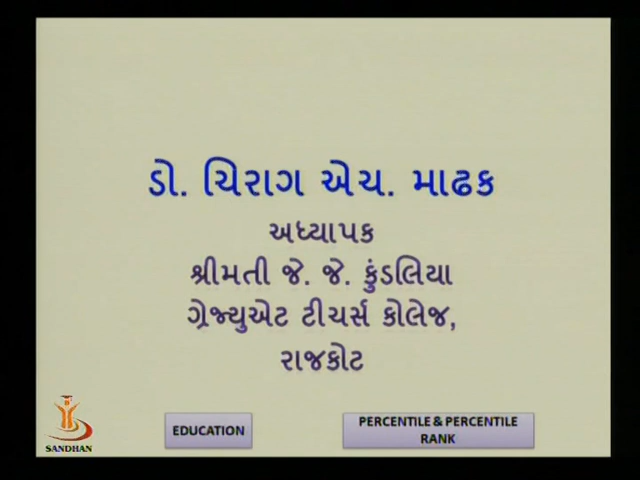 ડો. ચિરાગ એચ. માઢક
અધ્યાપક
શ્રીમતી જે. જે. કુંડલિયા
ગ્રેજ્યુએટ ટીચર્સ કોલેજ,
રાજકોટ
SANDHAN
EDUCATION
PERCENTILE & PERCENTILE
RANK